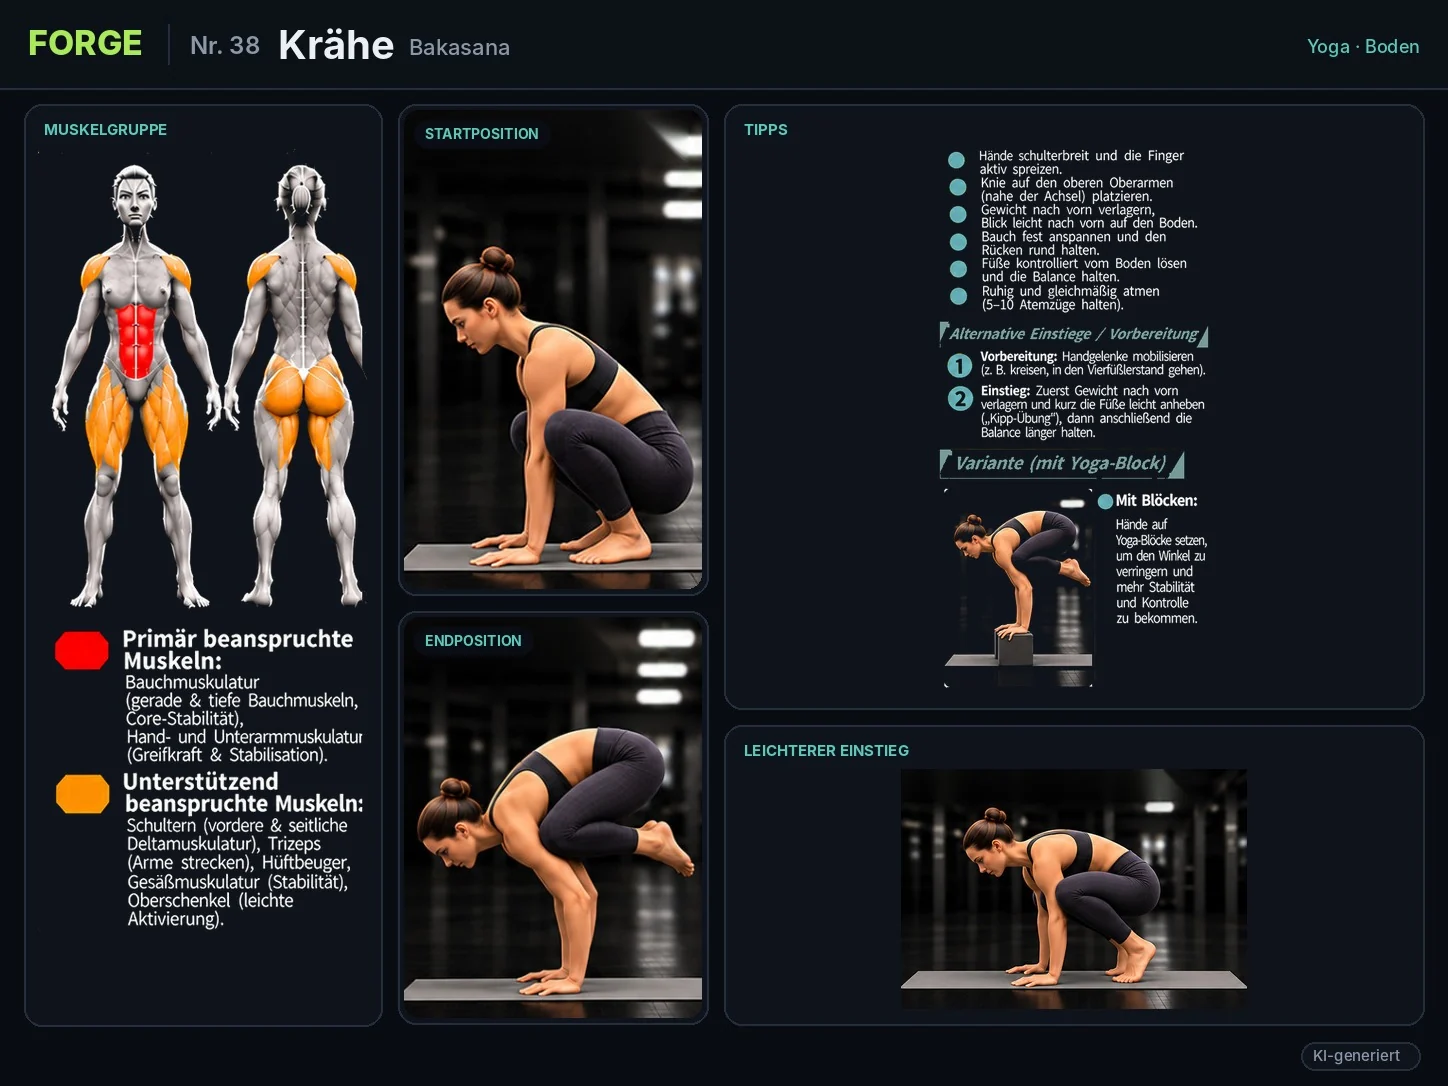 FORGE
Nr. 38 Krähe Bakasana
Yoga · Boden
MUSKELGRUPPE
Primär beanspruchte
Muskeln:
Bauchmuskulatur
(gerade & tiefe Bauchmuskeln,
Core-Stabilität),
Hand- und Unterarmmuskulatur
(Greifkraft & Stabilisation).
Unterstützend
beanspruchte Muskeln:
Schultern (vordere & seitliche
Deltamuskulatur), Trizeps
(Arme strecken), Hüftbeuger,
Gesäßmuskulatur (Stabilität),
Oberschenkel (leichte
Aktivierung).
STARTPOSITION
ENDPOSITION
TIPPS
Hände schulterbreit und die Finger
aktiv spreizen.
Knie auf den oberen Oberarmen
(nahe der Achsel) platzieren.
Gewicht nach vorn verlagern,
Blick leicht nach vorn auf den Boden.
Bauch fest anspannen und den
Rücken rund halten.
Füße kontrolliert vom Boden lösen
und die Balance halten.
Ruhig und gleichmäßig atmen
(5–10 Atemzüge halten).
Alternative Einstiege / Vorbereitung
1 Vorbereitung: Handgelenke mobilisieren
(z. B. kreisen, in den Vierfüßlerstand gehen).
2 Einstieg: Zuerst Gewicht nach vorn
verlagern und kurz die Füße leicht anheben
(„Kipp-Übung“), dann anschließend die
Balance länger halten.
Variante (mit Yoga-Block)
Mit Blöcken:
Hände auf
Yoga-Blöcke setzen,
um den Winkel zu
verringern und
mehr Stabilität
und Kontrolle
zu bekommen.
LEICHTERER EINSTIEG
KI-generiert